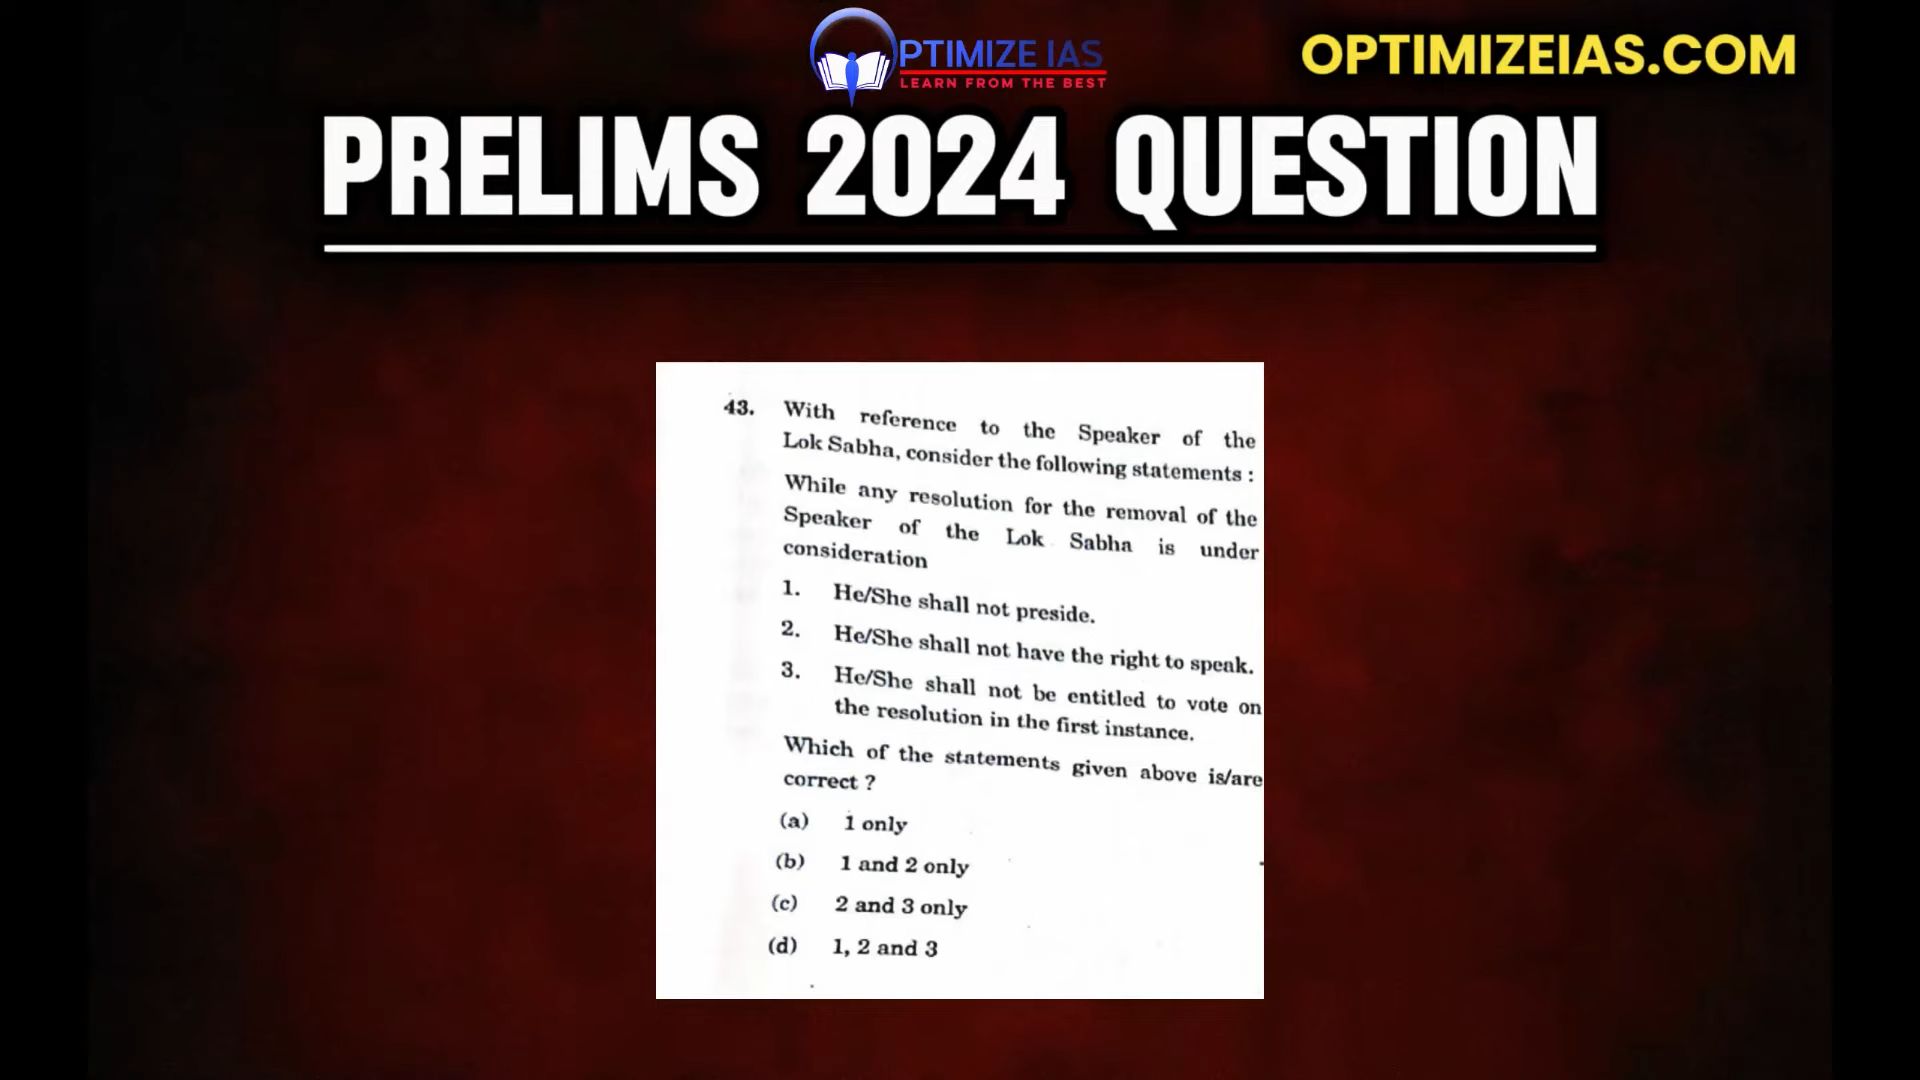 PTIMIZE IAS
LEARN FROM THE BEST
OPTIMIZEIAS.COM
PRELIMS 2024 QUESTION
43. With reference to the Speaker of the
Lok Sabha, consider the following statements :
While any resolution for the removal of the
Speaker of the Lok Sabha is under
consideration
1. He/She shall not preside.
2. He/She shall not have the right to speak.
3. He/She shall not be entitled to vote on
the resolution in the first instance.
Which of the statements given above is/are
correct ?
(a) 1 only
(b) 1 and 2 only
(c) 2 and 3 only
(d) 1, 2 and 3